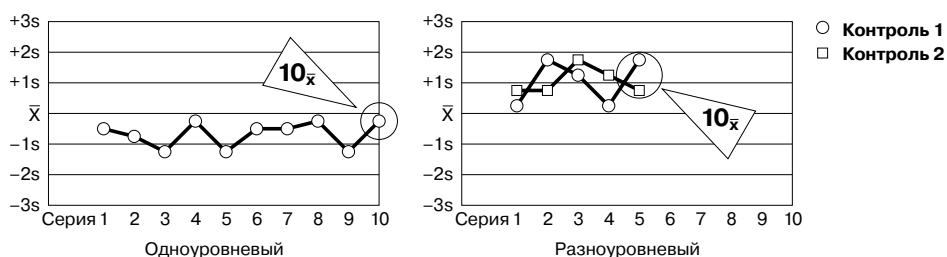 +3s
+2s
+1s
x̅
−1s
−2s
−3s
10x̅
Серия 1 2 3 4 5 6 7 8 9 10
Одноуровневый
+3s
+2s
+1s
x̅
−1s
−2s
−3s
10x̅
Серия 1 2 3 4 5 6 7 8 9 10
Разноуровневый
Контроль 1
Контроль 2